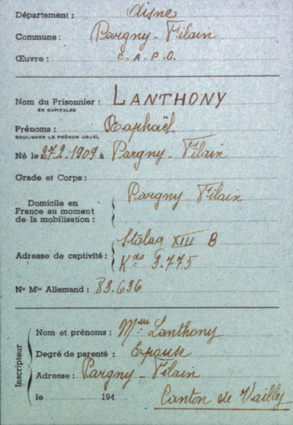 Département : Aisne
Commune : Pargny-Filain
Œuvre : C.A.P.G.
Nom du Prisonnier : LANTHONY
EN CAPITALES
Prénoms : Raphaël
SOULIGNER LE PRÉNOM USUEL
Né le 27.2.1909 à Pargny-Filain
Grade et Corps :
Domicile en France au moment de la mobilisation : Pargny Filain
Adresse de captivité : Stalag XIII B
Kdo 3.775
No Mle Allemand : 83.636
Inscripteur
Nom et prénoms : Mme Lanthony
Degré de parenté : Epouse
Adresse : Pargny-Filain
le 194 Canton de Vailly